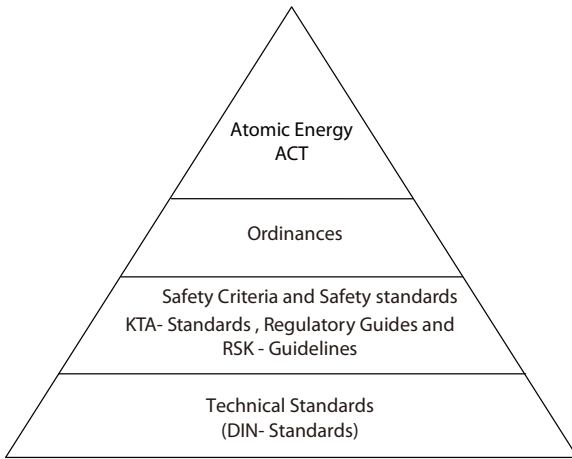 Atomic Energy
ACT
Ordinances
Safety Criteria and Safety standards
KTA- Standards , Regulatory Guides and
RSK - Guidelines
Technical Standards
(DIN- Standards)